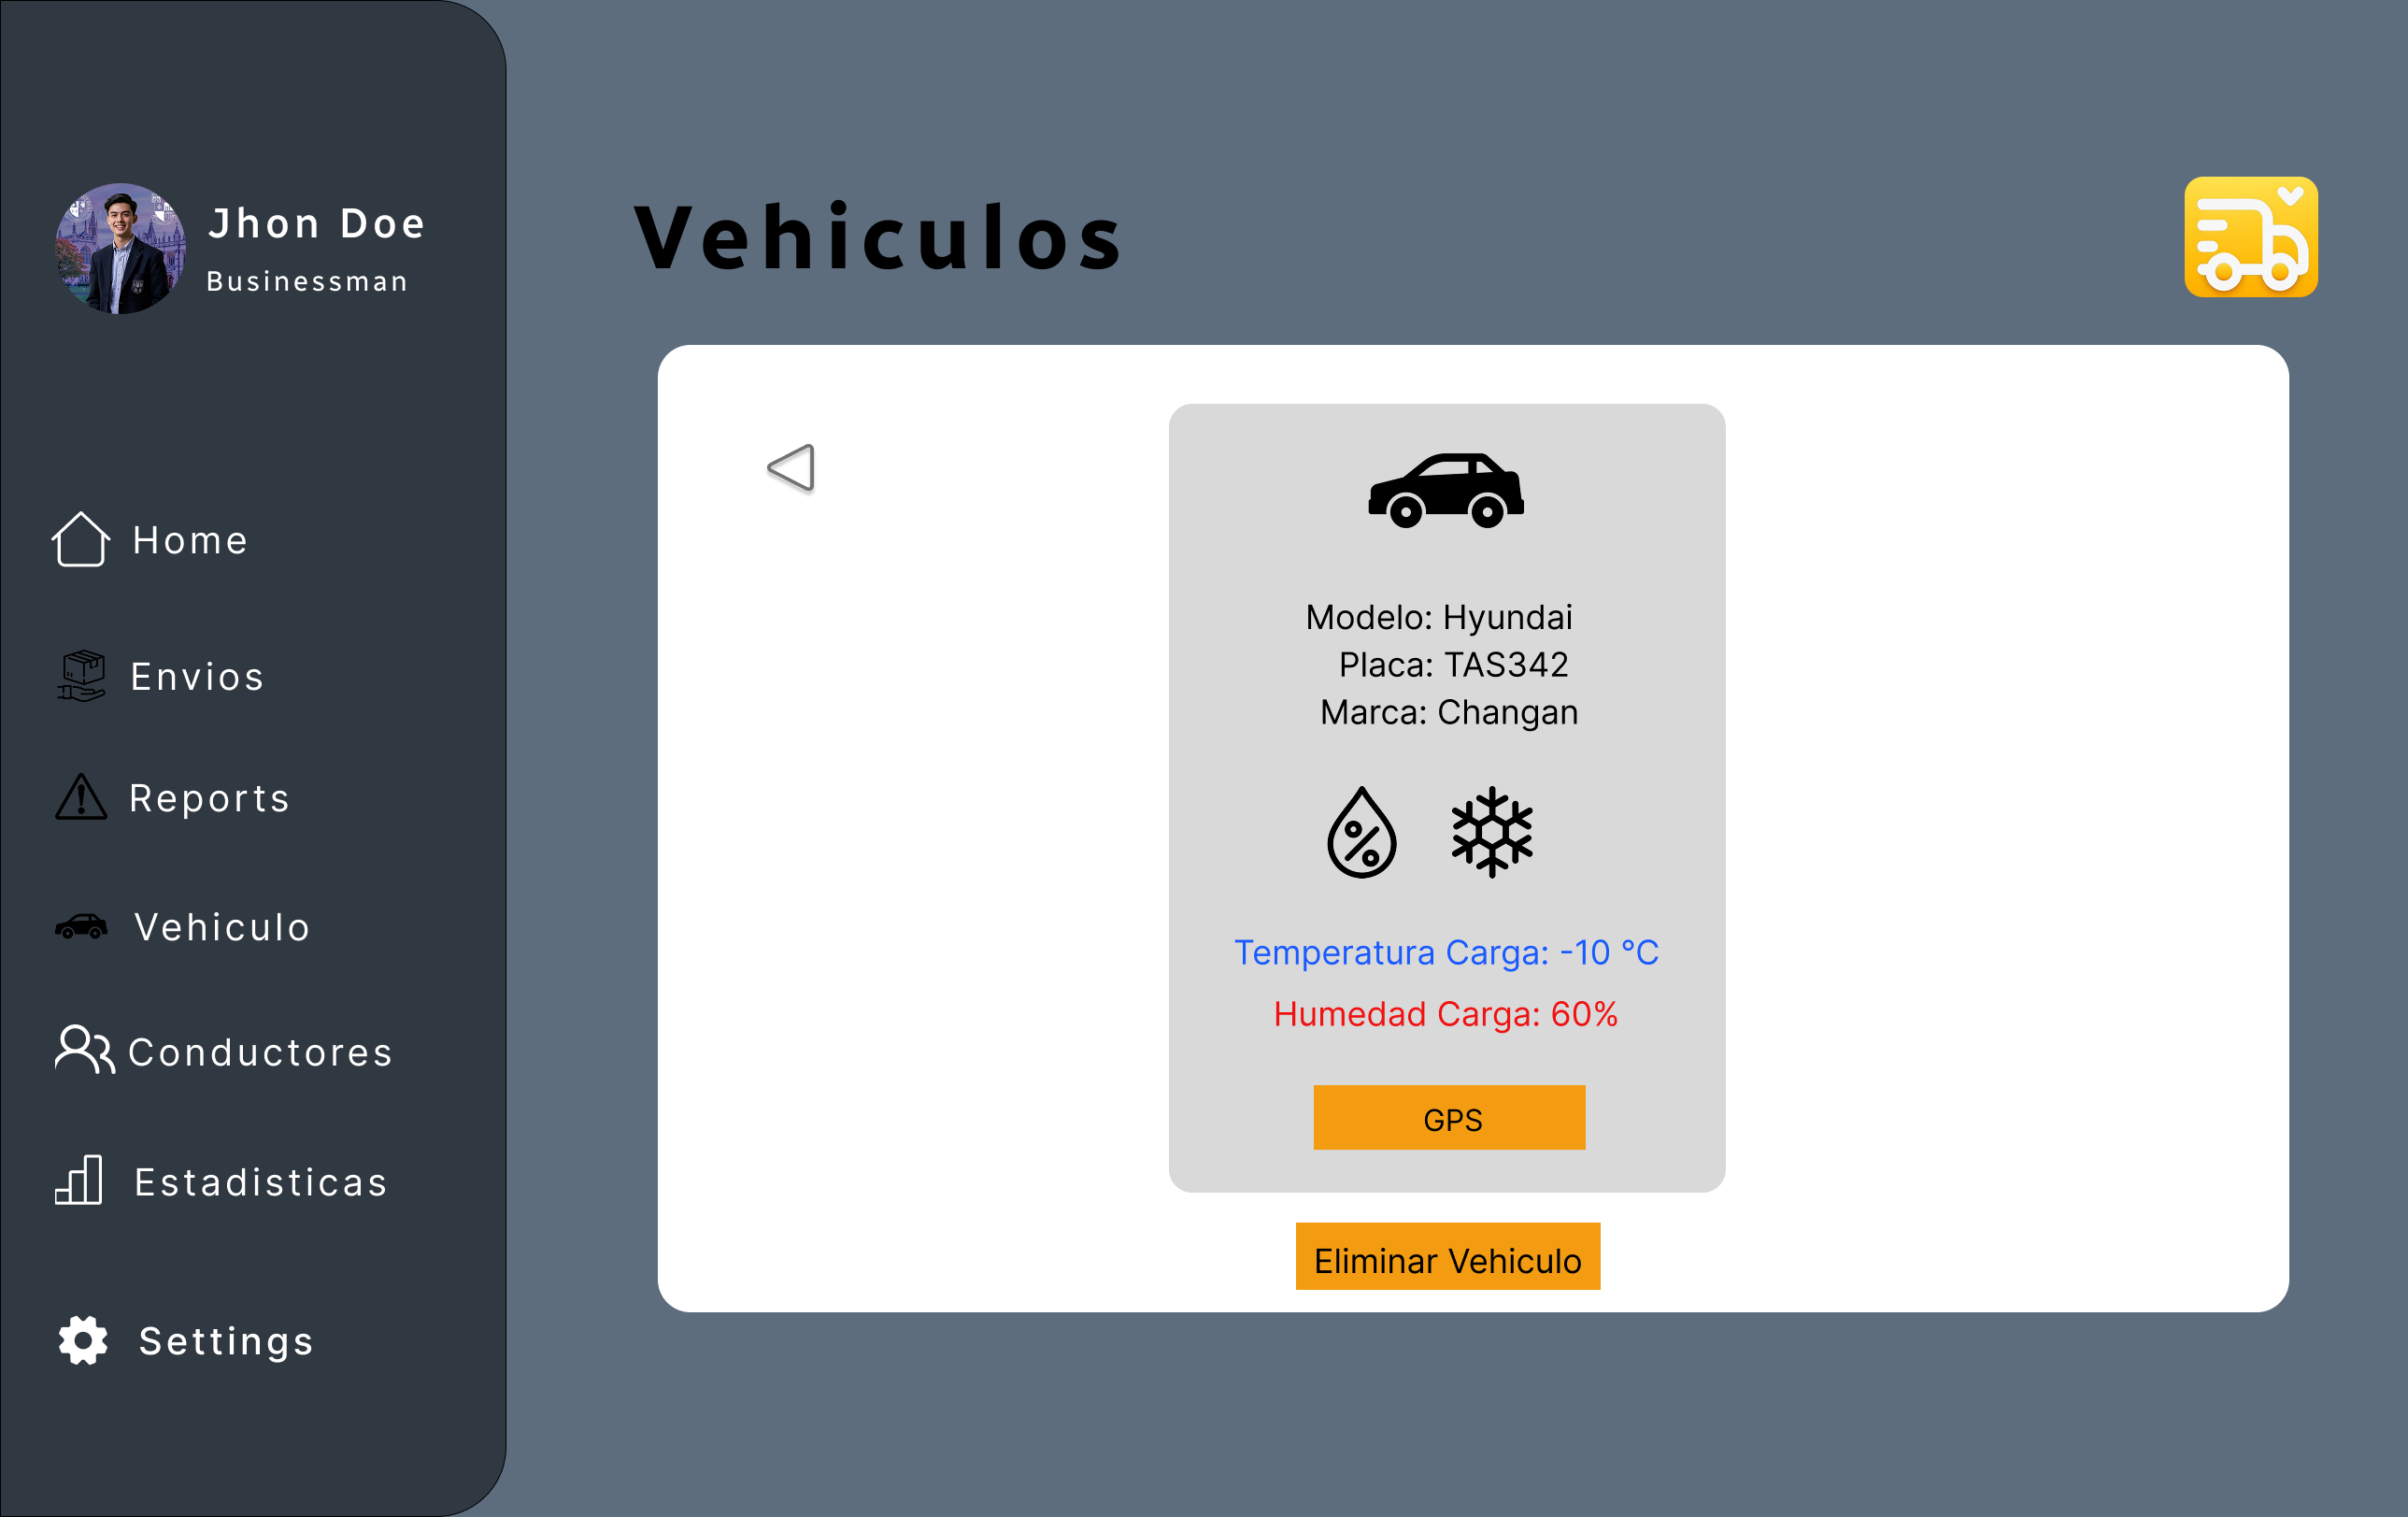 Jhon Doe
Businessman
Home
Envios
Reports
Vehiculo
Conductores
Estadisticas
Settings
Vehiculos
Modelo: Hyundai
Placa: TAS342
Marca: Changan
Temperatura Carga: -10 °C
Humedad Carga: 60%
GPS
Eliminar Vehiculo